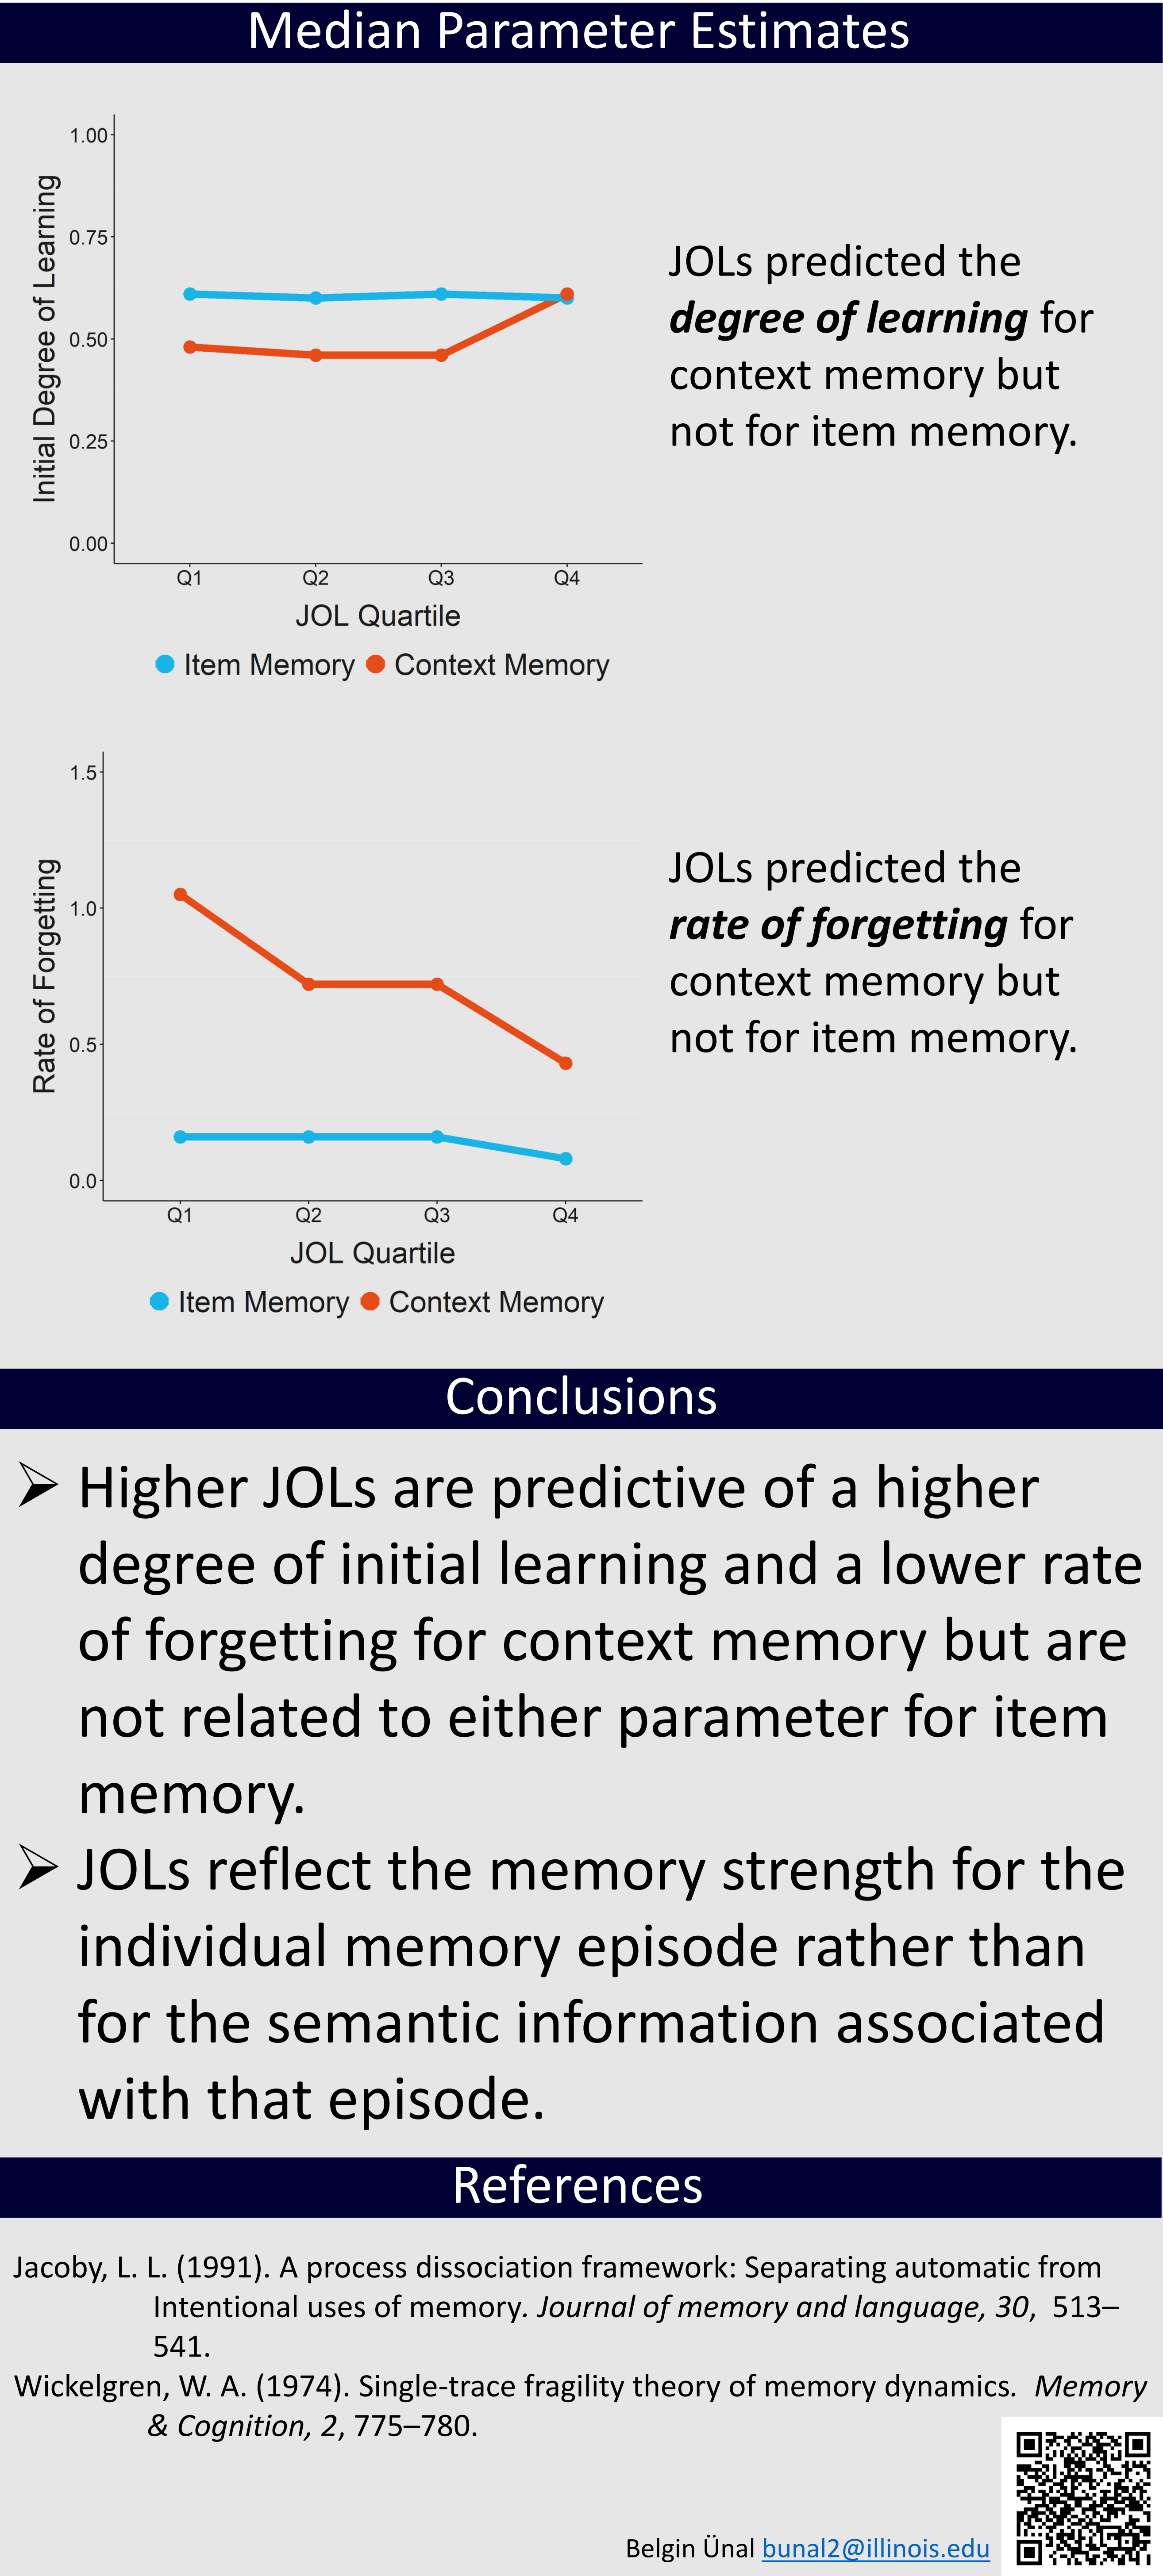 Median Parameter Estimates
1.00
0.75
0.50
0.25
0.00
Initial Degree of Learning
Q1 Q2 Q3 Q4
JOL Quartile
Item Memory Context Memory
JOLs predicted the
degree of learning for
context memory but
not for item memory.
1.5
1.0
0.5
0.0
Rate of Forgetting
Q1 Q2 Q3 Q4
JOL Quartile
Item Memory Context Memory
JOLs predicted the
rate of forgetting for
context memory but
not for item memory.
Conclusions
➢ Higher JOLs are predictive of a higher
degree of initial learning and a lower rate
of forgetting for context memory but are
not related to either parameter for item
memory.
➢ JOLs reflect the memory strength for the
individual memory episode rather than
for the semantic information associated
with that episode.
References
Jacoby, L. L. (1991). A process dissociation framework: Separating automatic from
Intentional uses of memory. Journal of memory and language, 30, 513–
541.
Wickelgren, W. A. (1974). Single-trace fragility theory of memory dynamics. Memory
& Cognition, 2, 775–780.
Belgin Ünal bunal2@illinois.edu